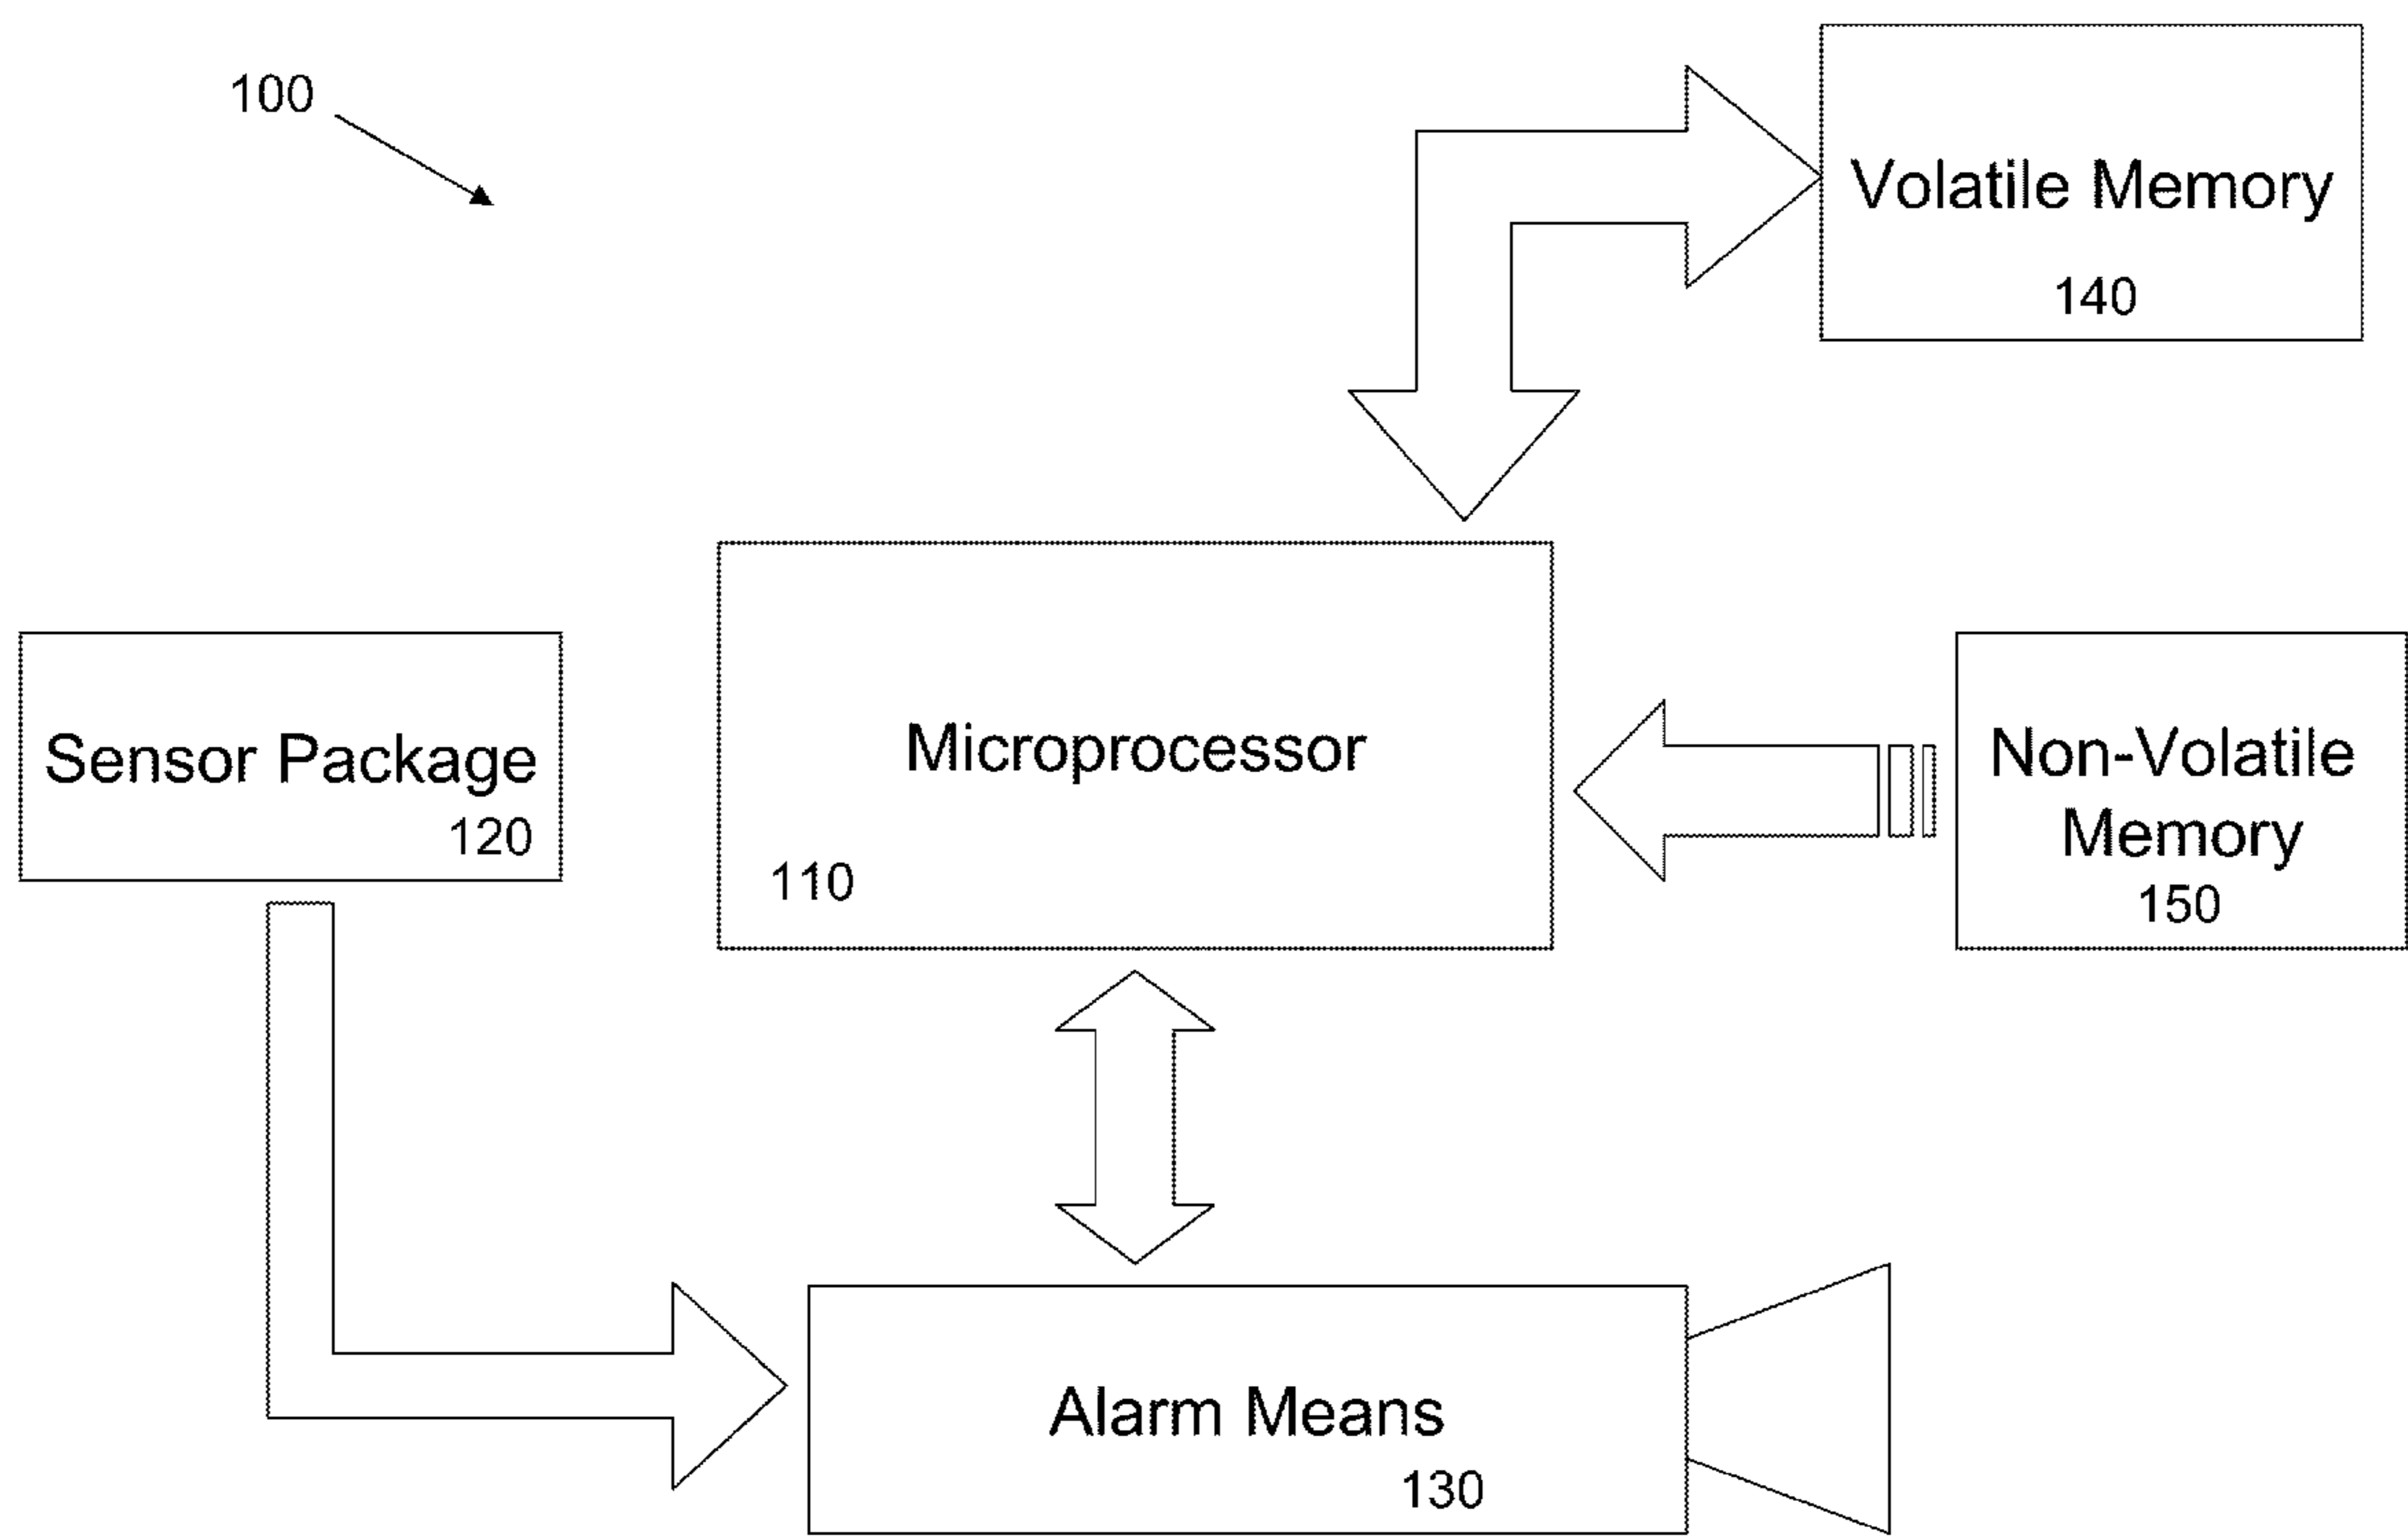 100
Volatile Memory
140
Sensor Package
120
Microprocessor
110
Non-Volatile
Memory
150
Alarm Means
130